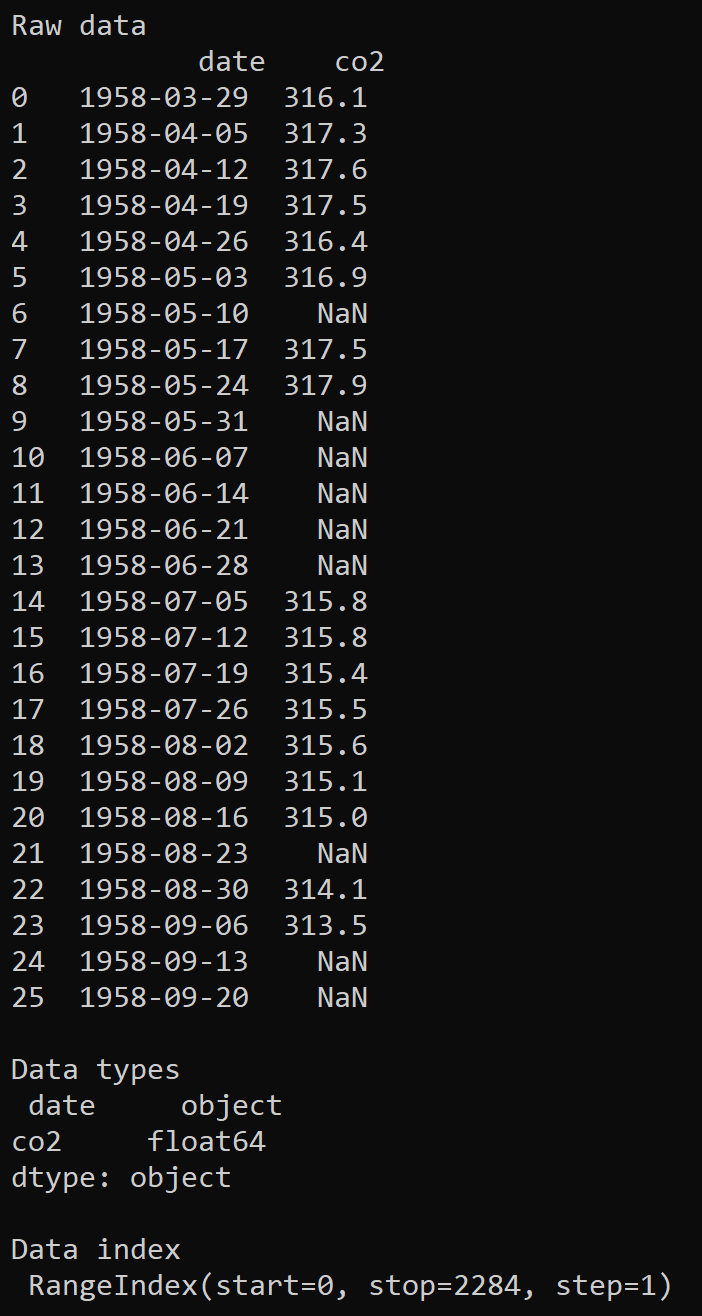 Raw data
           date    co2
0   1958-03-29  316.1
1   1958-04-05  317.3
2   1958-04-12  317.6
3   1958-04-19  317.5
4   1958-04-26  316.4
5   1958-05-03  316.9
6   1958-05-10    NaN
7   1958-05-17  317.5
8   1958-05-24  317.9
9   1958-05-31    NaN
10  1958-06-07    NaN
11  1958-06-14    NaN
12  1958-06-21    NaN
13  1958-06-28    NaN
14  1958-07-05  315.8
15  1958-07-12  315.8
16  1958-07-19  315.4
17  1958-07-26  315.5
18  1958-08-02  315.6
19  1958-08-09  315.1
20  1958-08-16  315.0
21  1958-08-23    NaN
22  1958-08-30  314.1
23  1958-09-06  313.5
24  1958-09-13    NaN
25  1958-09-20    NaN

Data types
 date     object
co2     float64
dtype: object

Data index
 RangeIndex(start=0, stop=2284, step=1)